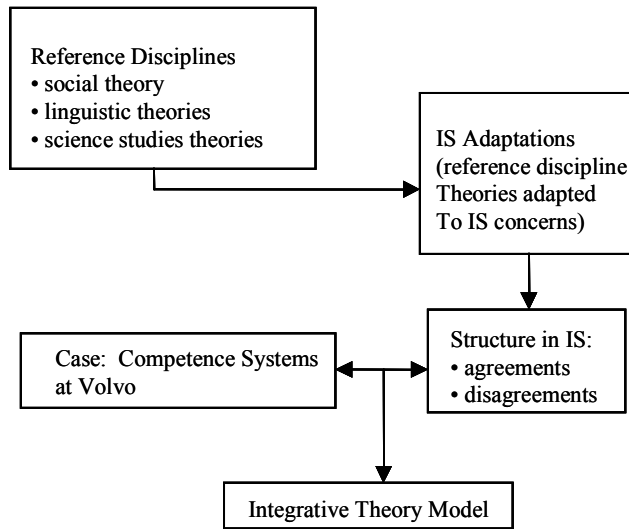 Reference Disciplines
• social theory
• linguistic theories
• science studies theories
IS Adaptations
(reference discipline
Theories adapted
To IS concerns)
Structure in IS:
• agreements
• disagreements
Case: Competence Systems
at Volvo
Integrative Theory Model